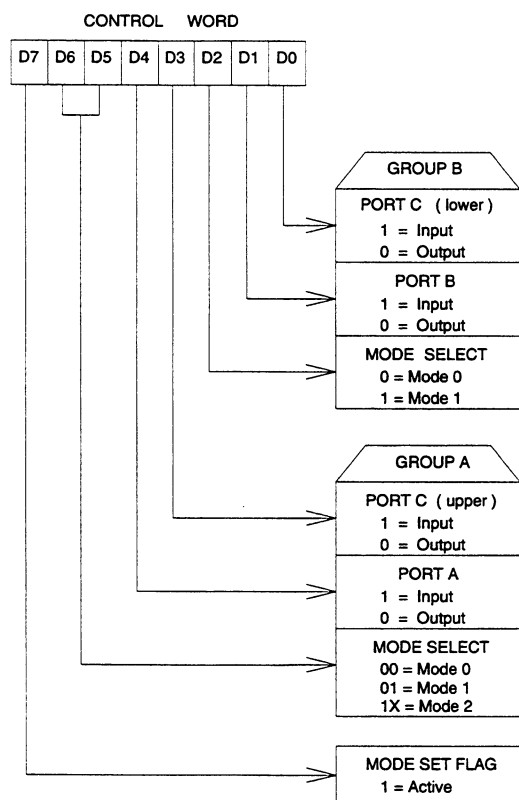 CONTROL WORD
D7 D6 D5 D4 D3 D2 D1 D0
GROUP B
PORT C ( lower )
1 = Input
0 = Output
PORT B
1 = Input
0 = Output
MODE SELECT
0 = Mode 0
1 = Mode 1
GROUP A
PORT C ( upper )
1 = Input
0 = Output
PORT A
1 = Input
0 = Output
MODE SELECT
00 = Mode 0
01 = Mode 1
1X = Mode 2
MODE SET FLAG
1 = Active